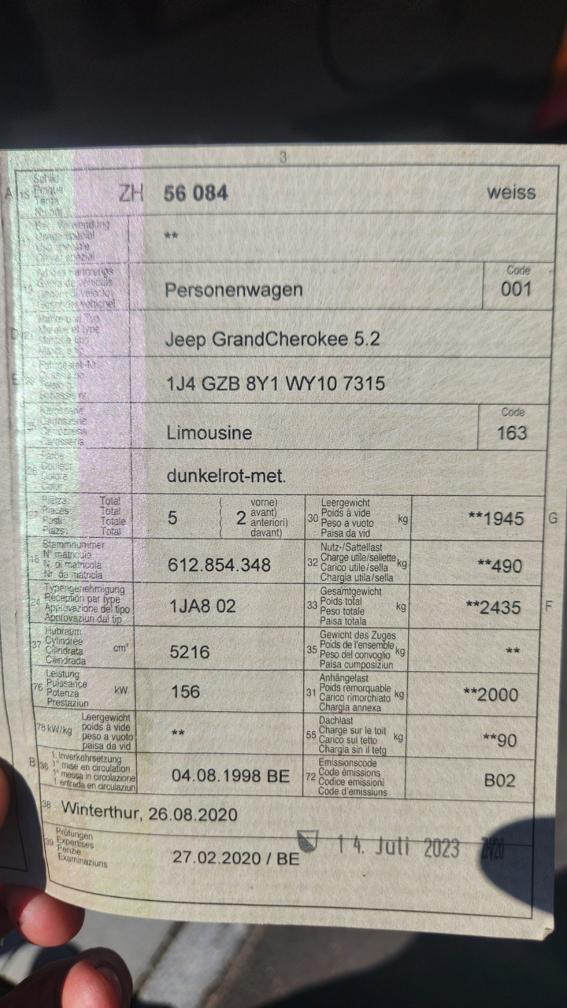 3
A 15 Schild ZH 56 084 weiss
**
Code
Personenwagen 001
D Jeep GrandCherokee 5.2
E 1J4 GZB 8Y1 WY10 7315
Code
Limousine 163
dunkelrot-met.
Total
Total
Totale
Total
5 2 vorne)
avant)
anteriori)
davant)
30 Leergewicht
Poids à vide
Peso a vuoto
Paisa da vid
kg **1945 G
Stammnummer
N° matricule
N. di matricola
Nr. da matricla
612.854.348
32 Nutz-/Sattellast
Charge utile/sellette
Carico utile/sella
Chargia utila/sella
kg **490
Typengenehmigung
Réception par type
Approvazione del tipo
Approvaziun dal tip
1JA8 02
33 Gesamtgewicht
Poids total
Peso totale
Paisa totala
kg **2435 F
37 Hubraum
Cylindrée
Cilindrata
Cilindrada
cm³ 5216
35 Gewicht des Zuges
Poids de l'ensemble
Peso del convoglio
Paisa cumposiziun
kg **
76 Leistung
Puissance
Potenza
Prestaziun
kW 156
31 Anhängelast
Poids remorquable
Carico rimorchiato
Chargia annexa
kg **2000
78 kW/kg Leergewicht
poids à vide
peso a vuoto
paisa da vid
**
55 Dachlast
Charge sur le toit
Carico sul tetto
Chargia sin il tetg
kg **90
B 36 1. Inverkehrsetzung
1re mise en circulation
1a messa in circolazione
1. entrada en circulaziun
04.08.1998 BE
72 Emissionscode
Code émissions
Codice emissioni
Code d'emissiuns
B02
38 Winterthur, 26.08.2020
39 Prüfungen
Expertises
Perizie
Examinaziuns
27.02.2020 / BE 14. Juli 2023